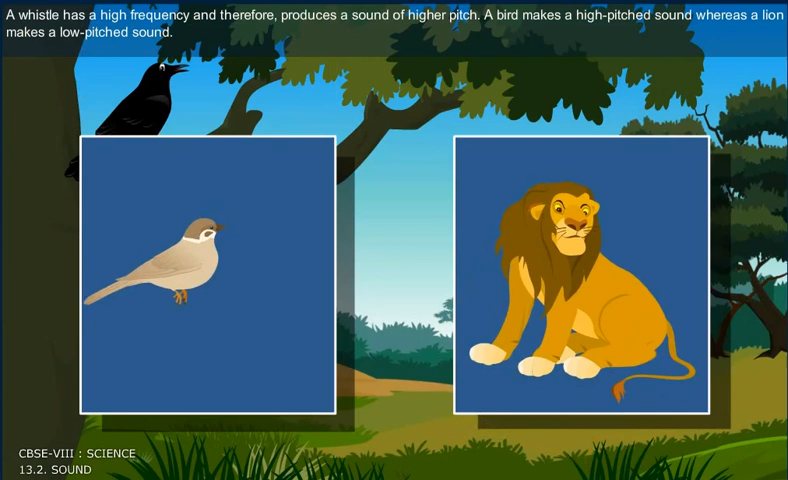 A whistle has a high frequency and therefore, produces a sound of higher pitch. A bird makes a high-pitched sound whereas a lion
makes a low-pitched sound.
CBSE-VIII : SCIENCE
13.2. SOUND